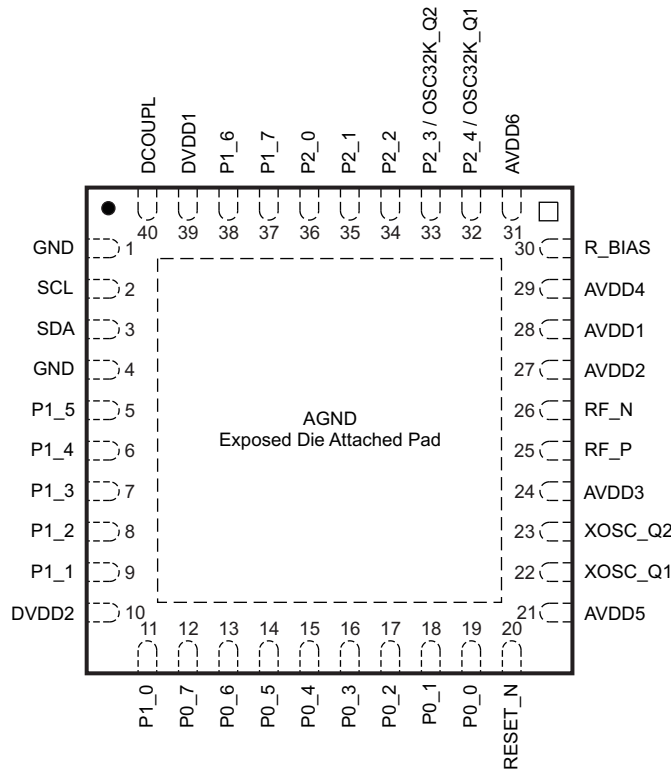 DCOUPL
DVDD1
P1_6
P1_7
P2_0
P2_1
P2_2
P2_3 / OSC32K_Q2
P2_4 / OSC32K_Q1
AVDD6
40 39 38 37 36 35 34 33 32 31
GND 1
SCL 2
SDA 3
GND 4
P1_5 5
P1_4 6
P1_3 7
P1_2 8
P1_1 9
DVDD2 10
AGND
Exposed Die Attached Pad
30 R_BIAS
29 AVDD4
28 AVDD1
27 AVDD2
26 RF_N
25 RF_P
24 AVDD3
23 XOSC_Q2
22 XOSC_Q1
21 AVDD5
11 12 13 14 15 16 17 18 19 20
P1_0
P0_7
P0_6
P0_5
P0_4
P0_3
P0_2
P0_1
P0_0
RESET_N